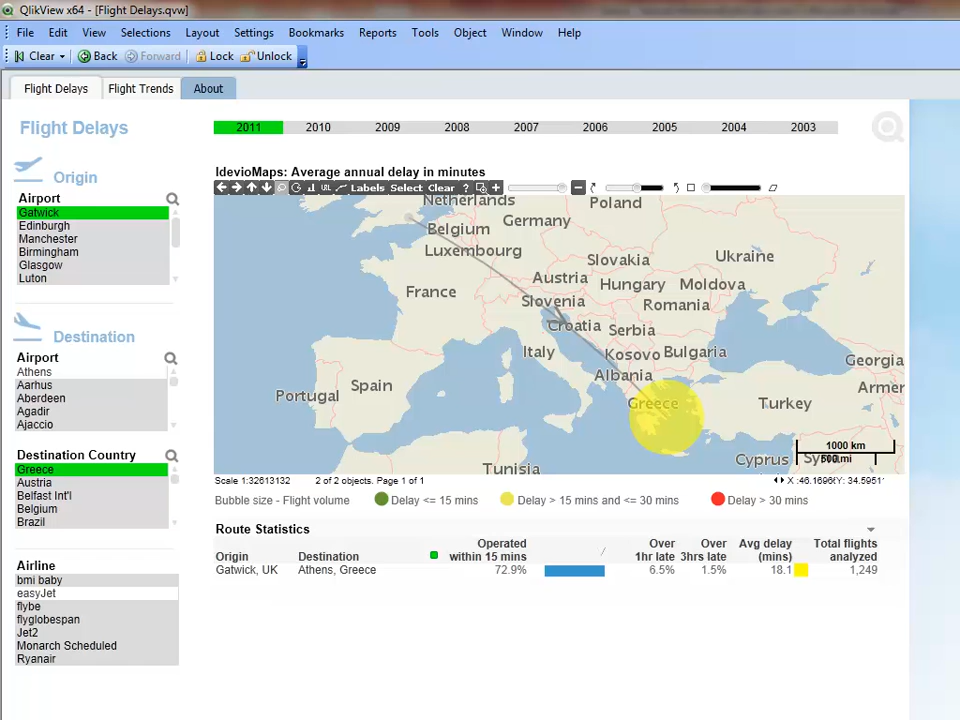 QlikView x64 - [Flight Delays.qvw]
File Edit View Selections Layout Settings Bookmarks Reports Tools Object Window Help
Clear Back Forward Lock Unlock
Flight Delays Flight Trends About
Flight Delays
2011 2010 2009 2008 2007 2006 2005 2004 2003
Origin
Airport
Gatwick
Edinburgh
Manchester
Birmingham
Glasgow
Luton
Destination
Airport
Athens
Aarhus
Aberdeen
Agadir
Ajaccio
Destination Country
Greece
Austria
Belfast Int'l
Belgium
Brazil
Airline
bmi baby
easyJet
flybe
flyglobespan
Jet2
Monarch Scheduled
Ryanair
IdevioMaps: Average annual delay in minutes
URL Labels Select Clear ?
Netherlands
Poland
Germany
Belgium
Luxembourg
Ukraine
Slovakia
Austria
Hungary
Moldova
France
Slovenia
Romania
Croatia
Serbia
Italy
Kosovo
Bulgaria
Georgia
Albania
Spain
Armer
Portugal
Greece
Turkey
1000 km
500 mi
Cyprus
Tunisia
Scale 1:32613132 2 of 2 objects. Page 1 of 1
Bubble size - Flight volume Delay <= 15 mins Delay > 15 mins and <= 30 mins Delay > 30 mins
Route Statistics
Origin Destination Operated within 15 mins Over 1hr late Over 3hrs late Avg delay (mins) Total flights analyzed
Gatwick, UK Athens, Greece 72.9% 6.5% 1.5% 18.1 1,249